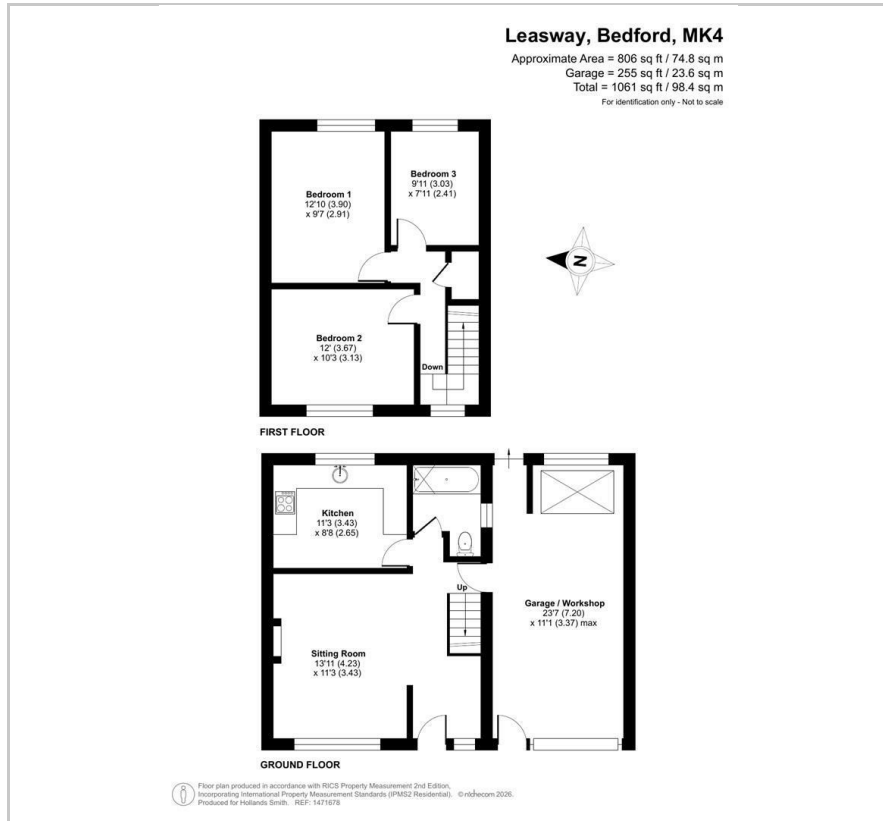 Leasway, Bedford, MK4
Approximate Area = 806 sq ft / 74.8 sq m
Garage = 255 sq ft / 23.6 sq m
Total = 1061 sq ft / 98.4 sq m
For identification only - Not to scale
Bedroom 1
12'10 (3.90)
x 9'7 (2.91)
Bedroom 3
9'11 (3.03)
x 7'11 (2.41)
N
Bedroom 2
12' (3.67)
x 10'3 (3.13)
Down
FIRST FLOOR
Kitchen
11'3 (3.43)
x 8'8 (2.65)
Up
Garage / Workshop
23'7 (7.20)
x 11'1 (3.37) max
Sitting Room
13'11 (4.23)
x 11'3 (3.43)
GROUND FLOOR
Floor plan produced in accordance with RICS Property Measurement 2nd Edition,
Incorporating International Property Measurement Standards (IPMS2 Residential). ©nichecom 2026.
Produced for Hollands Smith. REF: 1471678